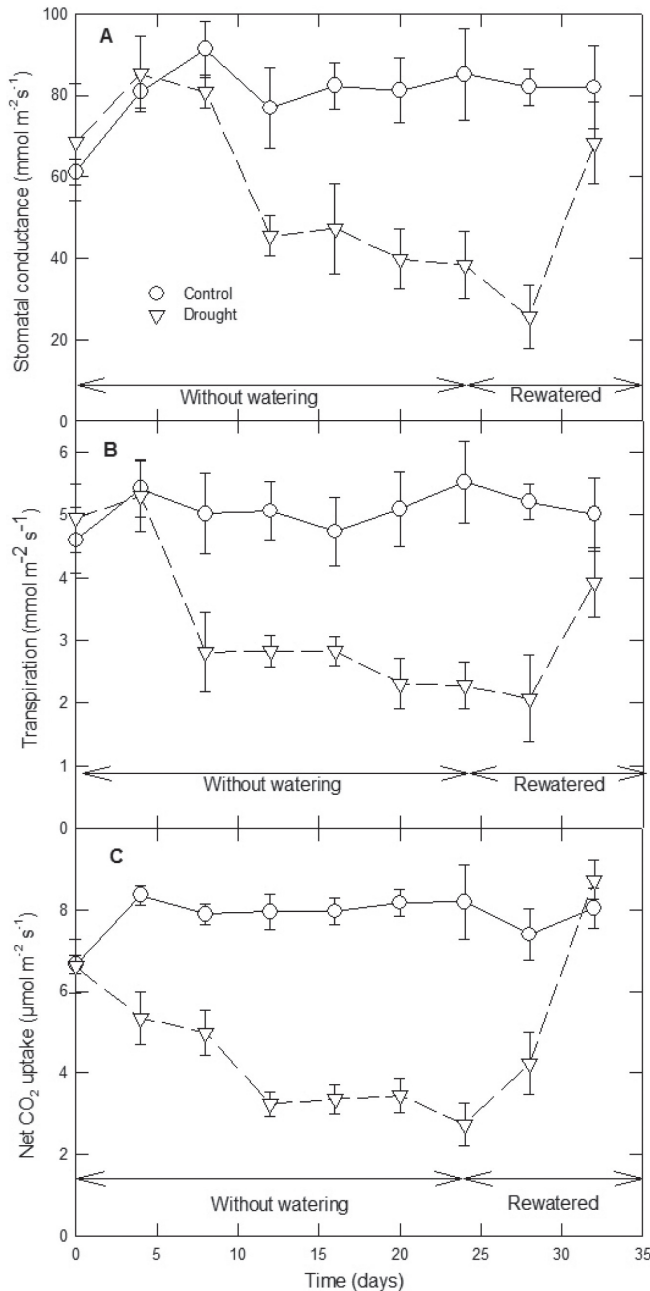 100
A
80
60
40
20
0
Stomatal conductance (mmol m⁻² s⁻¹)
Control
Drought
Without watering
Rewatered
B
6
5
4
3
2
1
0
Transpiration (mmol m⁻² s⁻¹)
Without watering
Rewatered
C
8
6
4
2
0
Net CO₂ uptake (µmol m⁻² s⁻¹)
Without watering
Rewatered
0 5 10 15 20 25 30 35
Time (days)